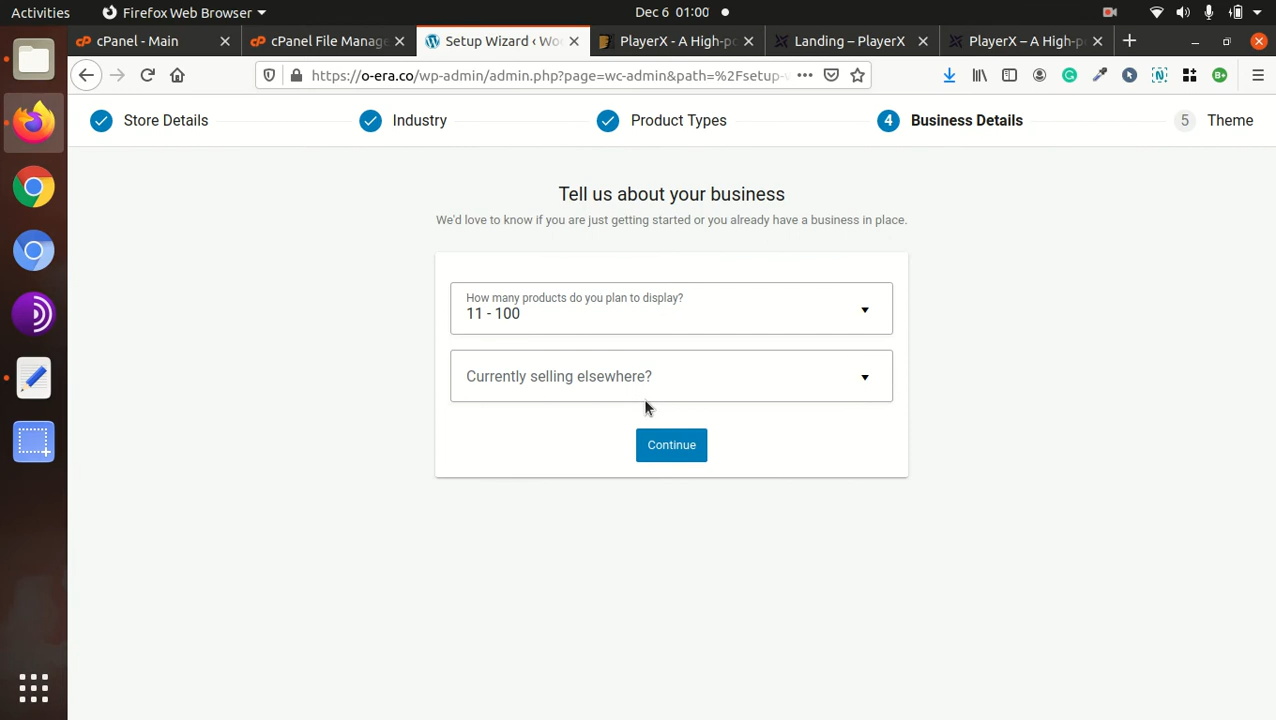 Activities
Firefox Web Browser
Dec 6 01:00
cPanel - Main
cPanel File Manage
Setup Wizard ‹ Woo
PlayerX - A High-p
Landing – PlayerX
PlayerX – A High-p
https://o-era.co/wp-admin/admin.php?page=wc-admin&path=%2Fsetup-
Store Details
Industry
Product Types
4 Business Details
5 Theme
Tell us about your business
We'd love to know if you are just getting started or you already have a business in place.
How many products do you plan to display?
11 - 100
Currently selling elsewhere?
Continue